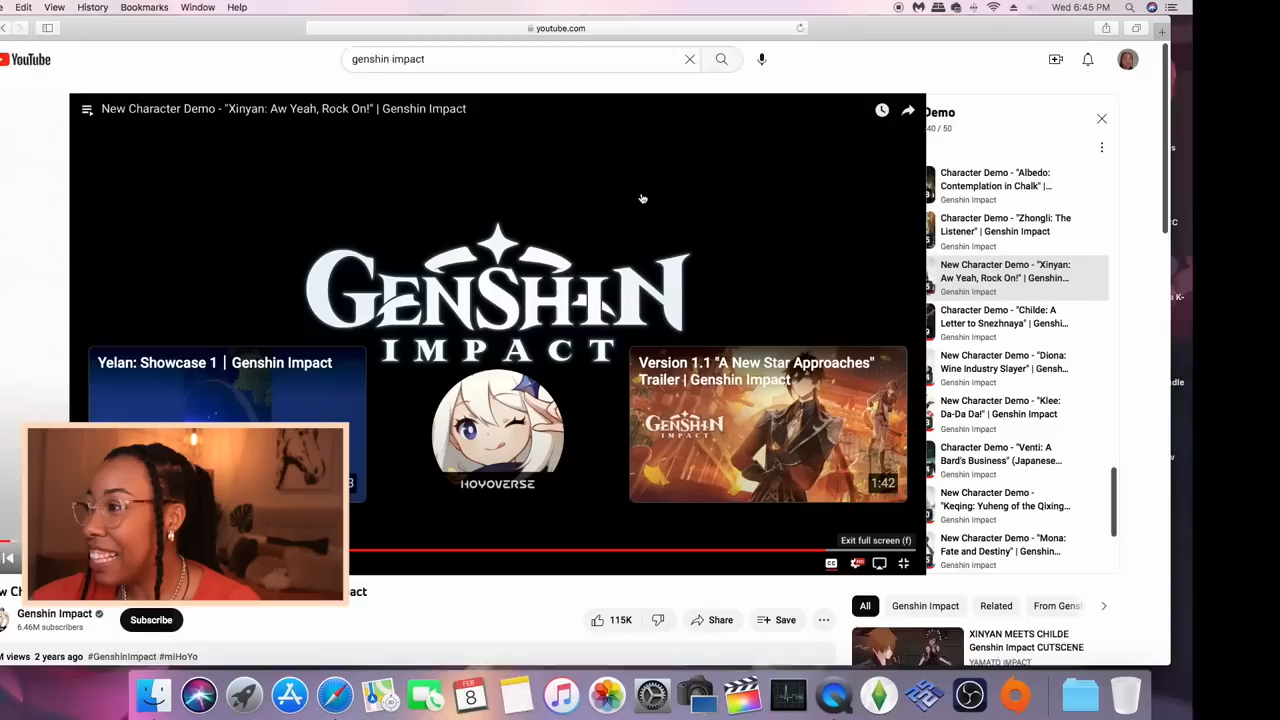 Edit View History Bookmarks Window Help
Wed 6:45 PM
youtube.com
YouTube
genshin impact
New Character Demo - "Xinyan: Aw Yeah, Rock On!" | Genshin Impact
GENSHIN
IMPACT
Yelan: Showcase 1 | Genshin Impact
Version 1.1 "A New Star Approaches"
Trailer | Genshin Impact
GENSHIN
IMPACT
1:42
HOYOVERSE
Exit full screen (f)
CC
Demo
40 / 50
Character Demo - "Albedo:
Contemplation in Chalk" |...
Genshin Impact
Character Demo - "Zhongli: The
Listener" | Genshin Impact
Genshin Impact
New Character Demo - "Xinyan:
Aw Yeah, Rock On!" | Genshin...
Genshin Impact
Character Demo - "Childe: A
Letter to Snezhnaya" | Genshi...
Genshin Impact
New Character Demo - "Diona:
Wine Industry Slayer" | Gensh...
Genshin Impact
New Character Demo - "Klee:
Da-Da Da!" | Genshin Impact
Genshin Impact
Character Demo - "Venti: A
Bard's Business" (Japanese...
Genshin Impact
New Character Demo -
"Keqing: Yuheng of the Qixing...
Genshin Impact
New Character Demo - "Mona:
Fate and Destiny" | Genshin...
Genshin Impact
Genshin Impact
6.46M subscribers
Subscribe
115K
Share
Save
views 2 years ago #GenshinImpact #miHoYo
All
Genshin Impact
Related
From Gensh
XINYAN MEETS CHILDE
Genshin Impact CUTSCENE
YAMATO IMPACT
FEB
8